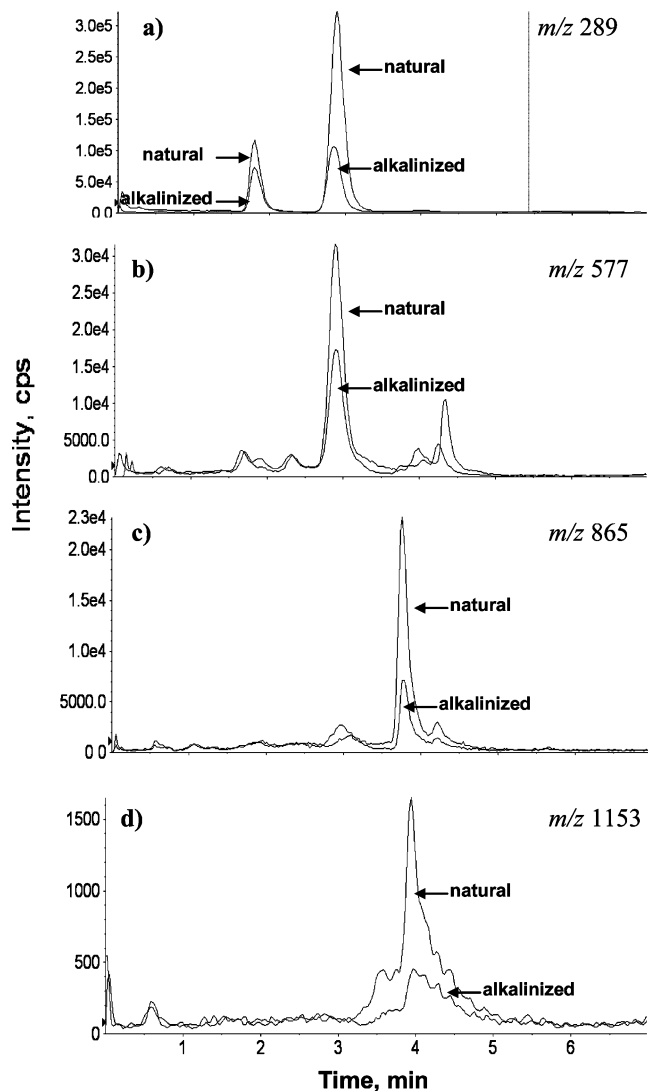 a)
m/z 289
3.0e5
2.5e5
2.0e5
1.5e5
1.0e5
5.0e4
0.0
natural
natural
alkalinized
alkalinized
b)
m/z 577
3.0e4
2.5e4
2.0e4
1.5e4
1.0e4
5000.0
0.0
natural
alkalinized
Intensity, cps
c)
m/z 865
2.3e4
2.0e4
1.5e4
1.0e4
5000.0
0.0
natural
alkalinized
d)
m/z 1153
1500
1000
500
0
natural
alkalinized
1 2 3 4 5 6
Time, min